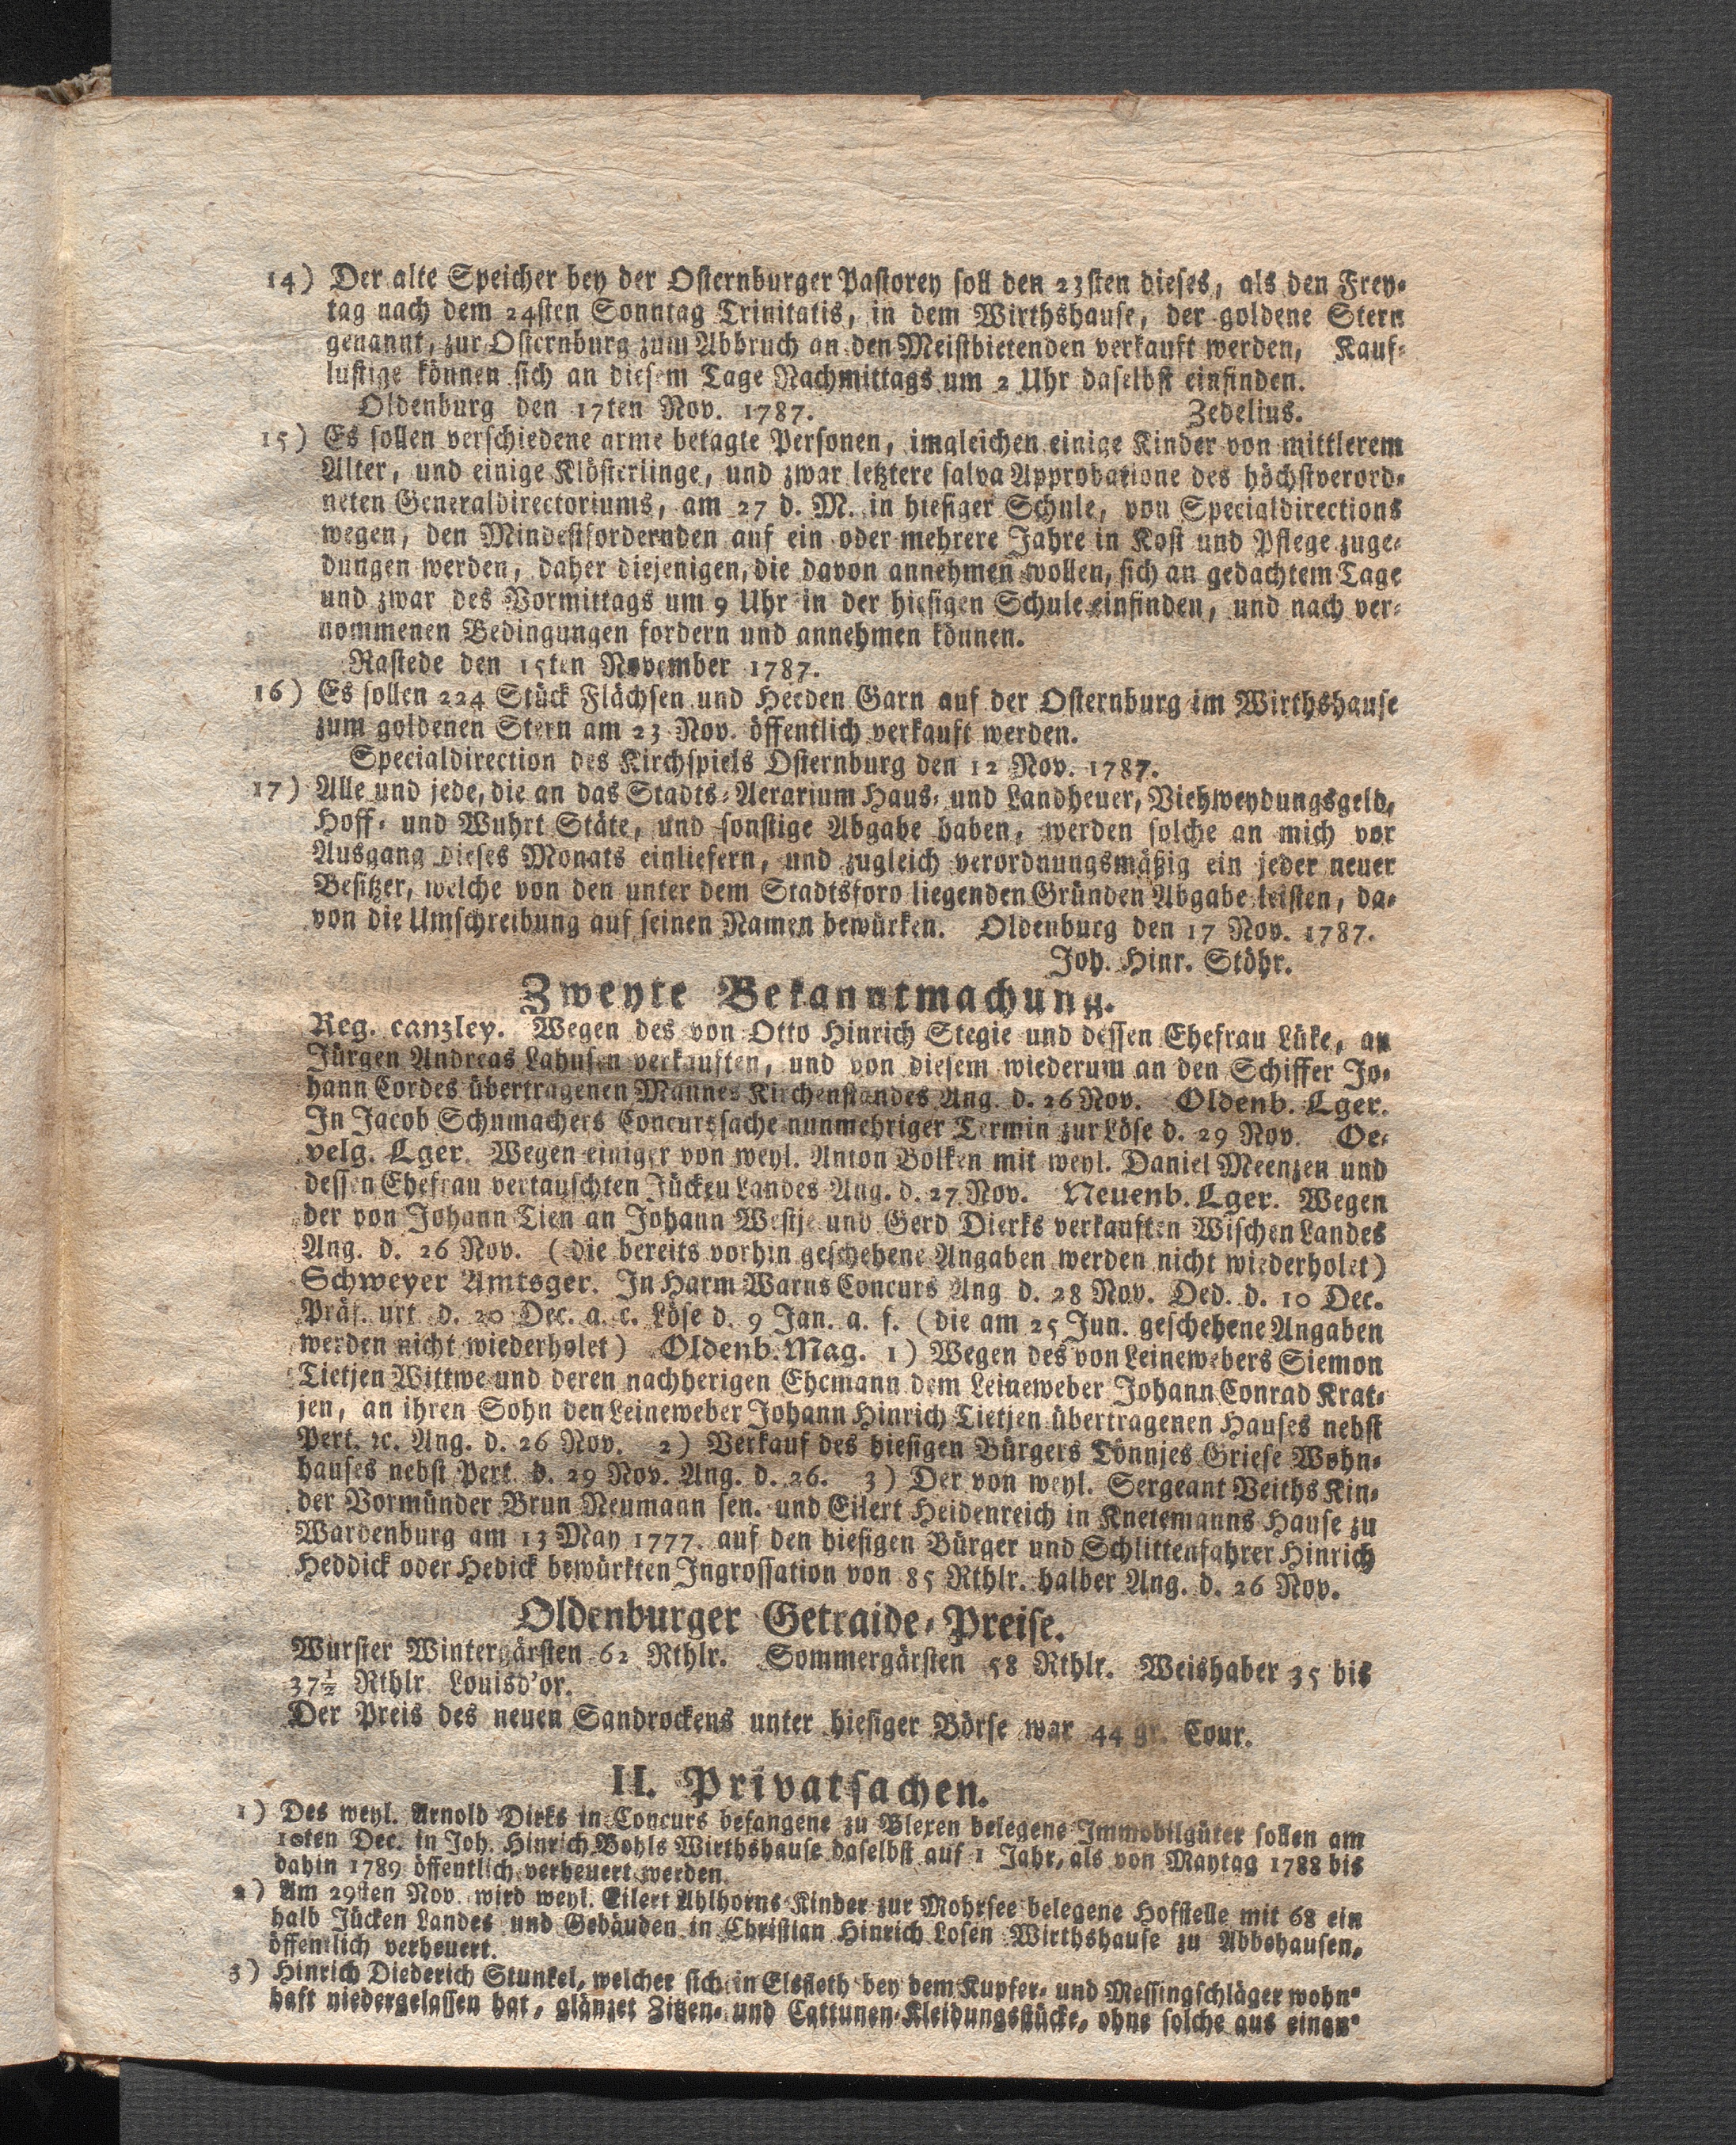 14) Der alte Speicher bey der Osternburger Pastorey soll den 23sten dieses, als den Frey-
tag nach dem 24sten Sonntag Trinitatis, in dem Wirthshause, der goldene Stern
genannt, zur Osternburg zum Abbruch an den Meistbietenden verkauft werden, Kauf-
lustige können sich an diesem Tage Nachmittags um 2 Uhr daselbst einfinden.
Oldenburg den 17ten Nov. 1787. Zedelius.
15) Es sollen verschiedene arme betagte Personen, imgleichen einige Kinder von mittlerem
Alter, und einige Klösterlinge, und zwar letztere salva Approbatione des höchstverord-
neten Generaldirectoriums, am 27 d. M. in hiesiger Schule, von Specialdirections
wegen, den Mindestfordernden auf ein oder mehrere Jahre in Kost und Pflege zuge-
dungen werden, daher diejenigen, die davon annehmen wollen, sich an gedachtem Tage
und zwar des Vormittags um 9 Uhr in der hiesigen Schule einfinden, und nach ver-
nommenen Bedingungen fordern und annehmen können.
Rastede den 15ten November 1787.
16) Es sollen 224 Stück Flächsen und Heeden Garn auf der Osternburg im Wirthshause
zum goldenen Stern am 23 Nov. öffentlich verkauft werden.
Specialdirection des Kirchspiels Osternburg den 12 Nov. 1787.
17) Alle und jede, die an das Stadts-Aerarium Haus- und Landheuer, Viehweydungsgeld,
Hoff- und Wuhrt Stäte, und sonstige Abgabe haben, werden solche an mich vor
Ausgang dieses Monats einliefern, und zugleich verordnungsmäßig ein jeder neuer
Besitzer, welche von den unter dem Stadtsforo liegenden Gründen Abgabe leisten, da-
von die Umschreibung auf seinen Namen bewürken. Oldenburg den 17 Nov. 1787.
Joh. Hinr. Stöhr.
Zweyte Bekanntmachung.
Reg. canzley. Wegen des von Otto Hinrich Stegie und dessen Ehefrau Lüke, an
Jürgen Andreas Lahusen verkauften, und von diesem wiederum an den Schiffer Jo-
hann Cordes übertragenen Mannes Kirchenstandes Ang. d. 26 Nov. Oldenb. Lger.
In Jacob Schumachers Concurssache nunmehriger Termin zur Löse d. 29 Nov. Oe-
velg. Lger. Wegen einiger von weyl. Anton Bolken mit weyl. Daniel Meenzen und
dessen Ehefrau vertauschten Jücken Landes Ang. d. 27 Nov. Neuenb. Lger. Wegen
der von Johann Tien an Johann Westje und Gerd Dierks verkauften Wischen Landes
Ang. d. 26 Nov. (die bereits vorhin geschehene Angaben werden nicht wiederholet)
Schweyer Amtsger. In Harm Warns Concurs Ang d. 28 Nov. Ded. d. 10 Dec.
Präf. urt d. 20 Dec. a. c. Löse d. 9 Jan. a. f. (die am 25 Jun. geschehene Angaben
werden nicht wiederholet) Oldenb. Mag. 1) Wegen des von Leinewebers Siemon
Tietjen Wittwe und deren nachherigen Ehemann dem Leineweber Johann Conrad Krat-
jen, an ihren Sohn den Leineweber Johann Hinrich Tietjen übertragenen Hauses nebst
Pert. ꝛc. Ang. d. 26 Nov. 2) Verkauf des hiesigen Bürgers Tönnjes Griese Wohn-
hauses nebst Pert. d. 29 Nov. Ang. d. 26. 3) Der von weyl. Sergeant Veiths Kin-
der Vormünder Brun Neumann sen. und Eilert Heidenreich in Knetemanns Hause zu
Wardenburg am 13 May 1777. auf den hiesigen Bürger und Schlittenfahrer Hinrich
Heddick oder Hedick bewürkten Ingrossation von 85 Rthlr. halber Ang. d. 26 Nov.
Oldenburger Getraide-Preise.
Wurster Wintergärsten 62 Rthlr. Sommergärsten 58 Rthlr. Weishaber 35 bis
37½ Rthlr. Louisd'or.
Der Preis des neuen Sandrockens unter hiesiger Börse war 44 gr. Cour.
II. Privatsachen.
1) Des weyl. Arnold Dirks in Concurs befangene zu Blexen belegene Immobilgüter sollen am
10ten Dec. in Joh. Hinrich Bohls Wirthshause daselbst auf 1 Jahr, als von Maytag 1788 bis
dahin 1789 öffentlich verheuert werden.
2) Am 29sten Nov. wird weyl. Eilert Ahlhorns Kinder zur Mohrsee belegene Hofstelle mit 68 ein
halb Jücken Landes und Gebäuden in Christian Hinrich Losen Wirthshause zu Abbehausen,
öffentlich verheuert.
3) Hinrich Diederich Stunkel, welcher sich in Elsfleth bey dem Kupfer- und Messingschläger wohn-
haft niedergelassen hat, glänzet Zitzen- und Cattunen-Kleidungsstücke, ohne solche aus einan-